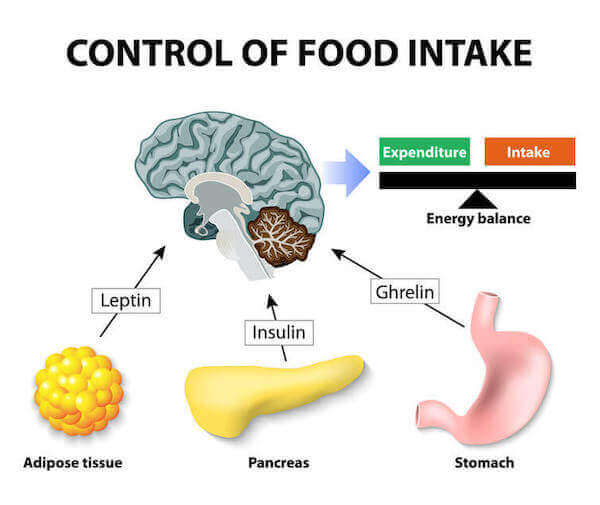 CONTROL OF FOOD INTAKE
Expenditure Intake
Energy balance
Leptin
Insulin
Ghrelin
Adipose tissue
Pancreas
Stomach